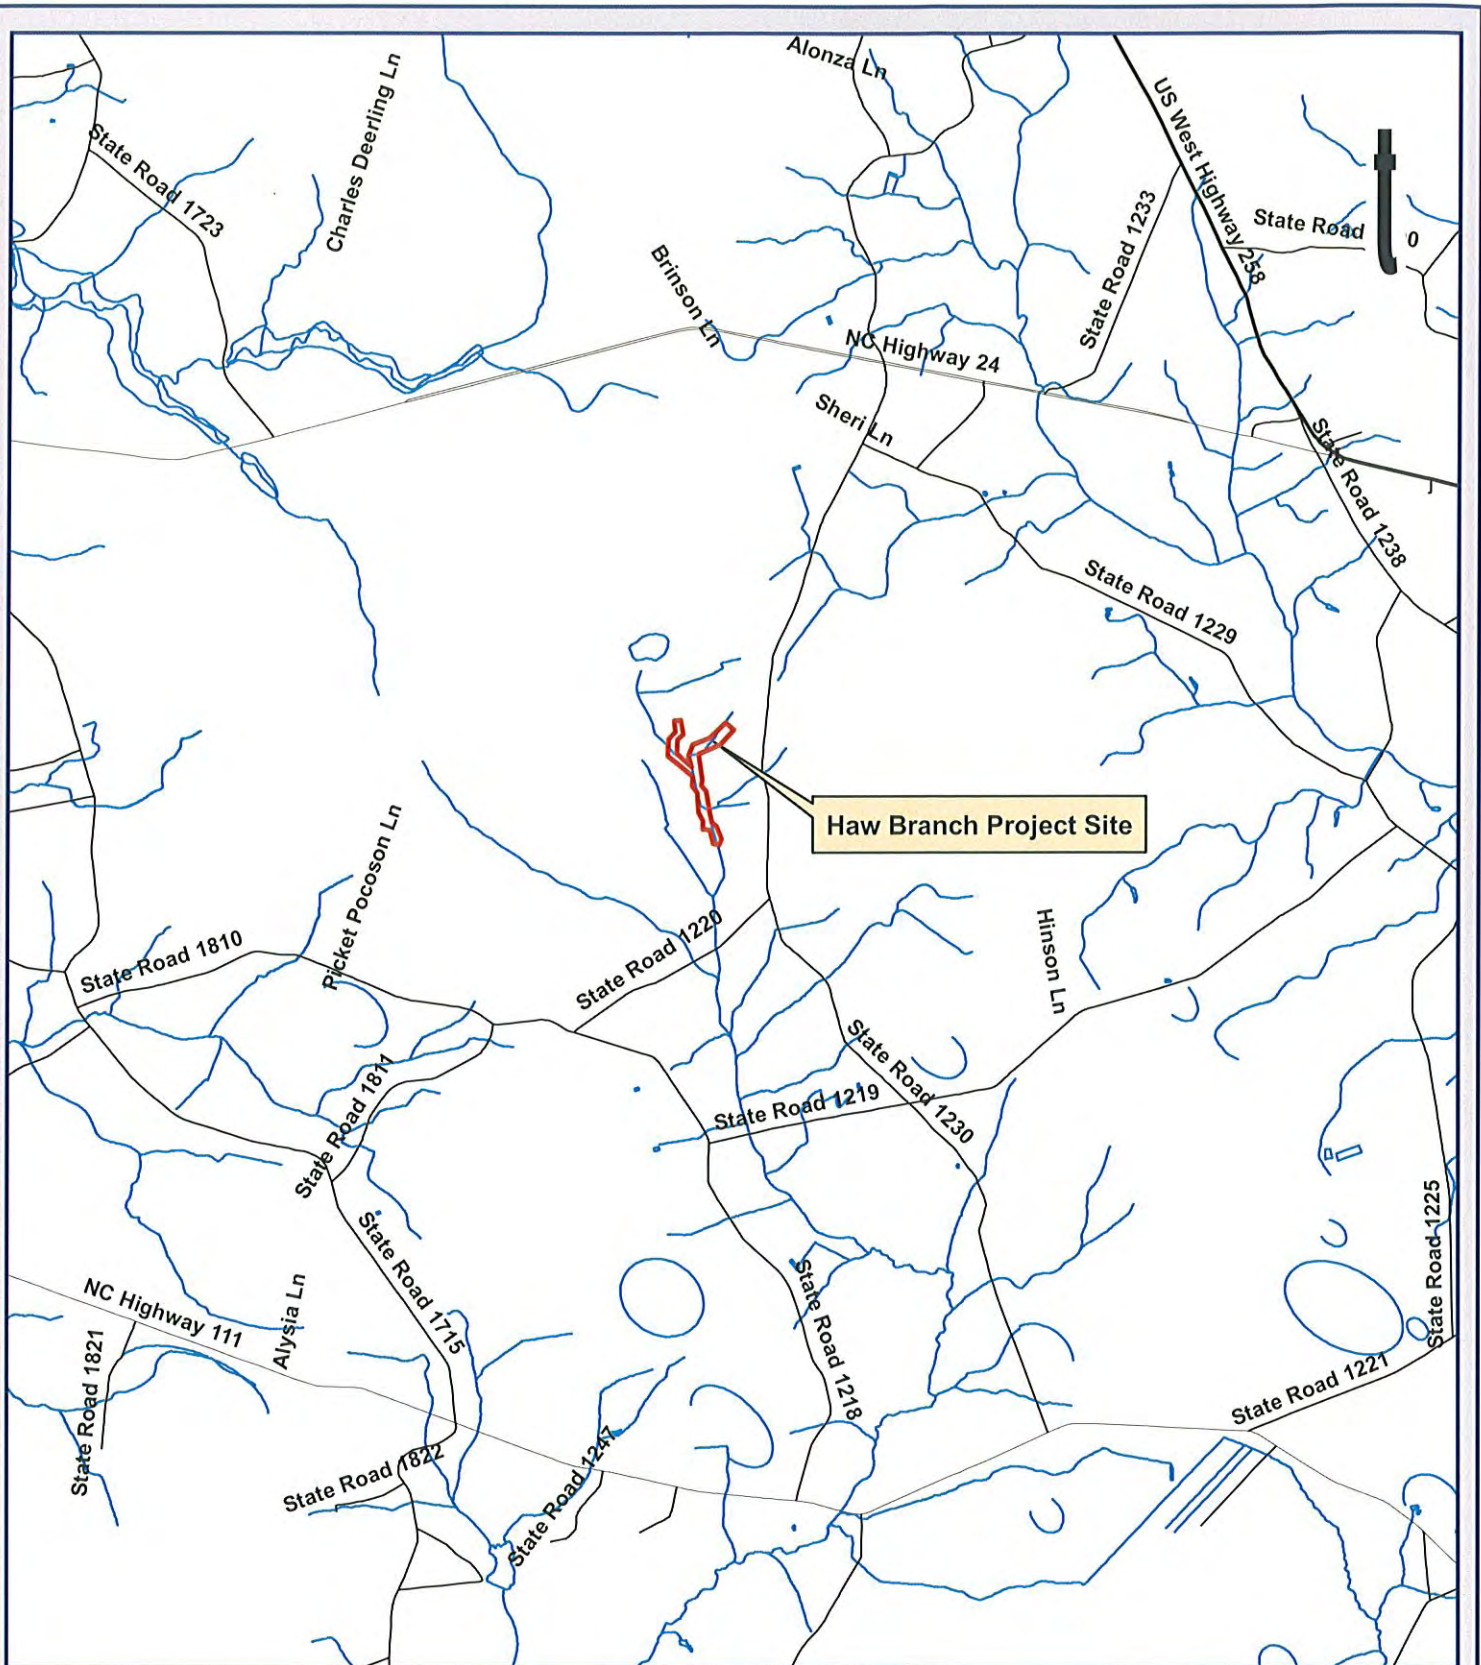 Alonza Ln
US West Highway 258
Charles Deerling Ln
State Road 1723
State Road 1233
State Road
0
Brinson Ln
NC Highway 24
Sheri Ln
State Road 1238
State Road 1229
Haw Branch Project Site
Picket Pocoson Ln
State Road 1220
Hinson Ln
State Road 1810
State Road 1811
State Road 1230
State Road 1219
State Road 1225
State Road 1715
NC Highway 111
Alysia Ln
State Road 1821
State Road 1218
State Road 1221
State Road 1822
State Road 1247